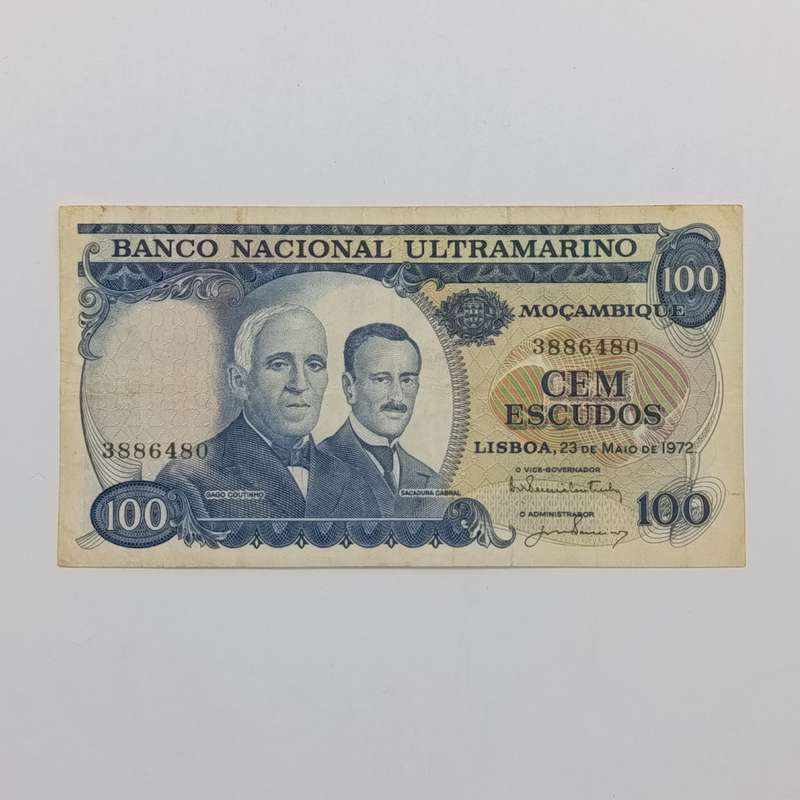 BANCO NACIONAL ULTRAMARINO
100
MOÇAMBIQUE
3886480
CEM
ESCUDOS
3886480
LISBOA, 23 DE MAIO DE 1972.
O VICE-GOVERNADOR
GAGO COUTINHO
SACADURA CABRAL
100
O ADMINISTRADOR
100